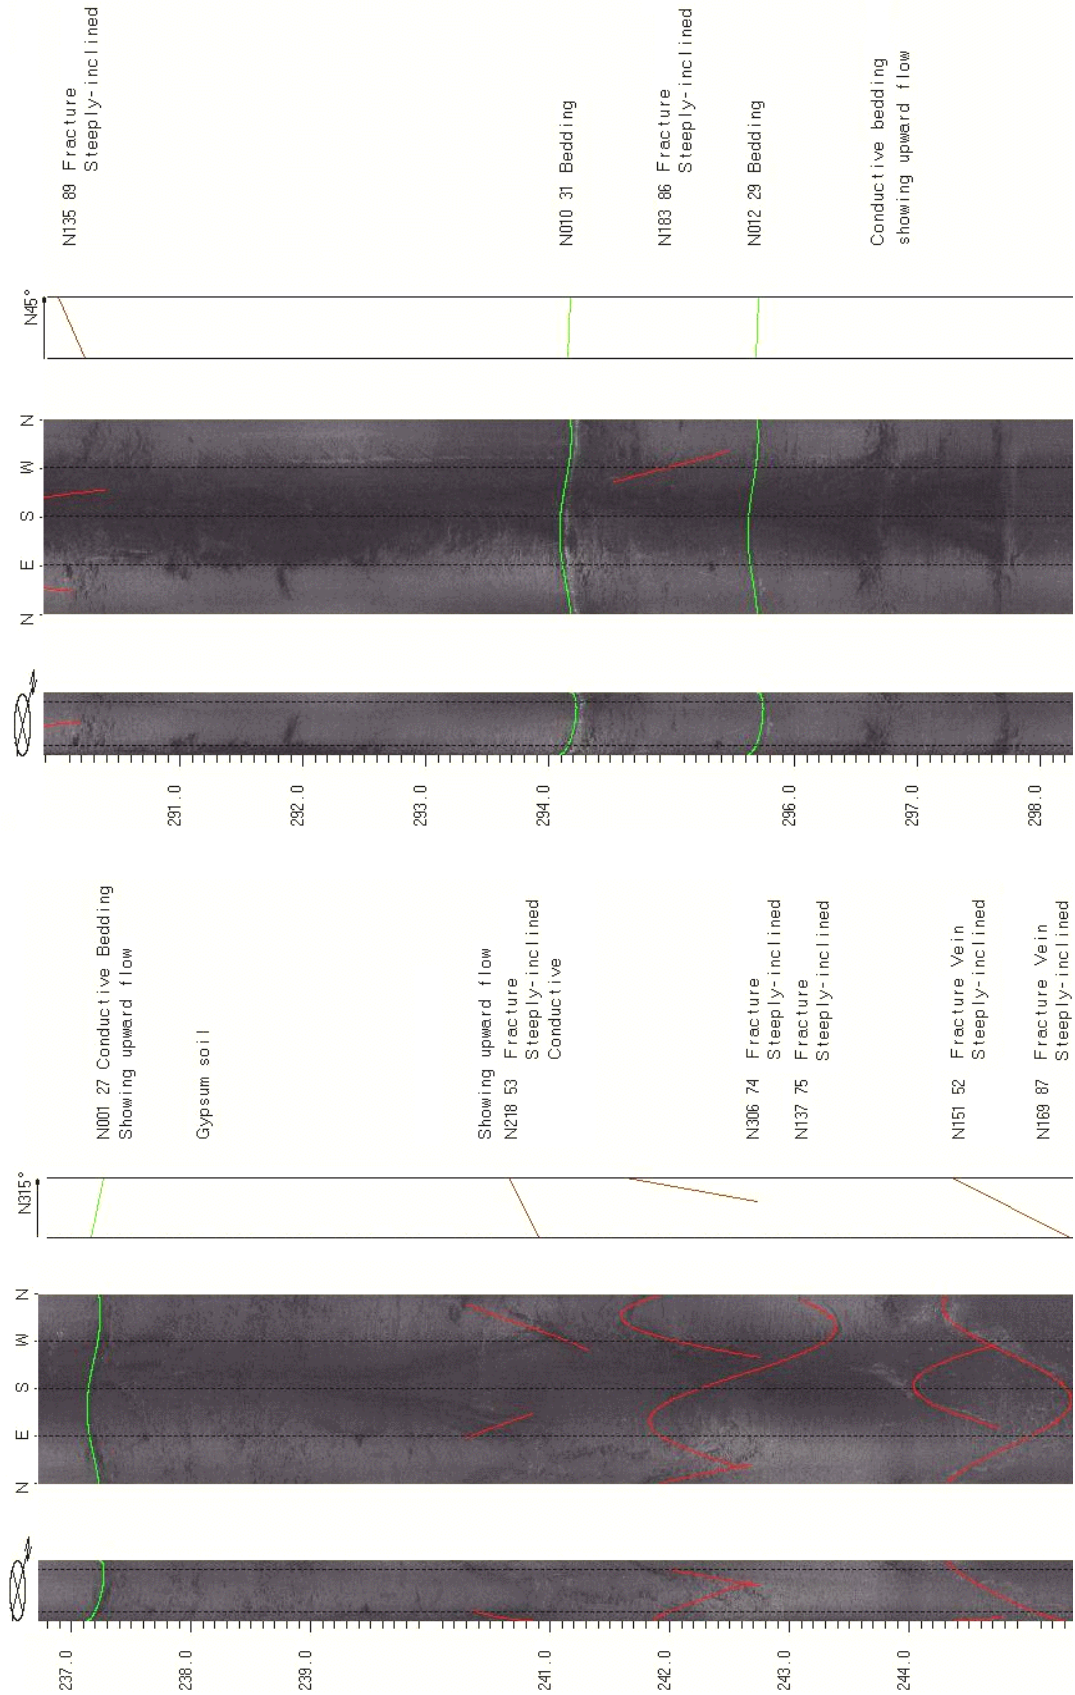 N45°
N135 89 Fracture
Steeply-inclined
N010 31 Bedding
N183 86 Fracture
Steeply-inclined
N012 29 Bedding
Conductive bedding
showing upward flow
N
E
S
W
N
291.0
292.0
293.0
294.0
296.0
297.0
298.0
N315°
N001 27 Conductive Bedding
Showing upward flow
Gypsum soil
Showing upward flow
N218 53 Fracture
Steeply-inclined
Conductive
N306 74 Fracture
Steeply-inclined
N137 75 Fracture
Steeply-inclined
N151 52 Fracture Vein
Steeply-inclined
N169 87 Fracture Vein
Steeply-inclined
N
E
S
W
N
237.0
238.0
239.0
241.0
242.0
243.0
244.0